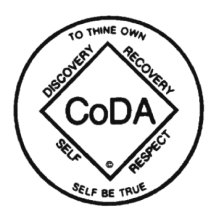 TO THINE OWN
DISCOVERY
RECOVERY
CoDA
SELF
RESPECT
©
SELF BE TRUE